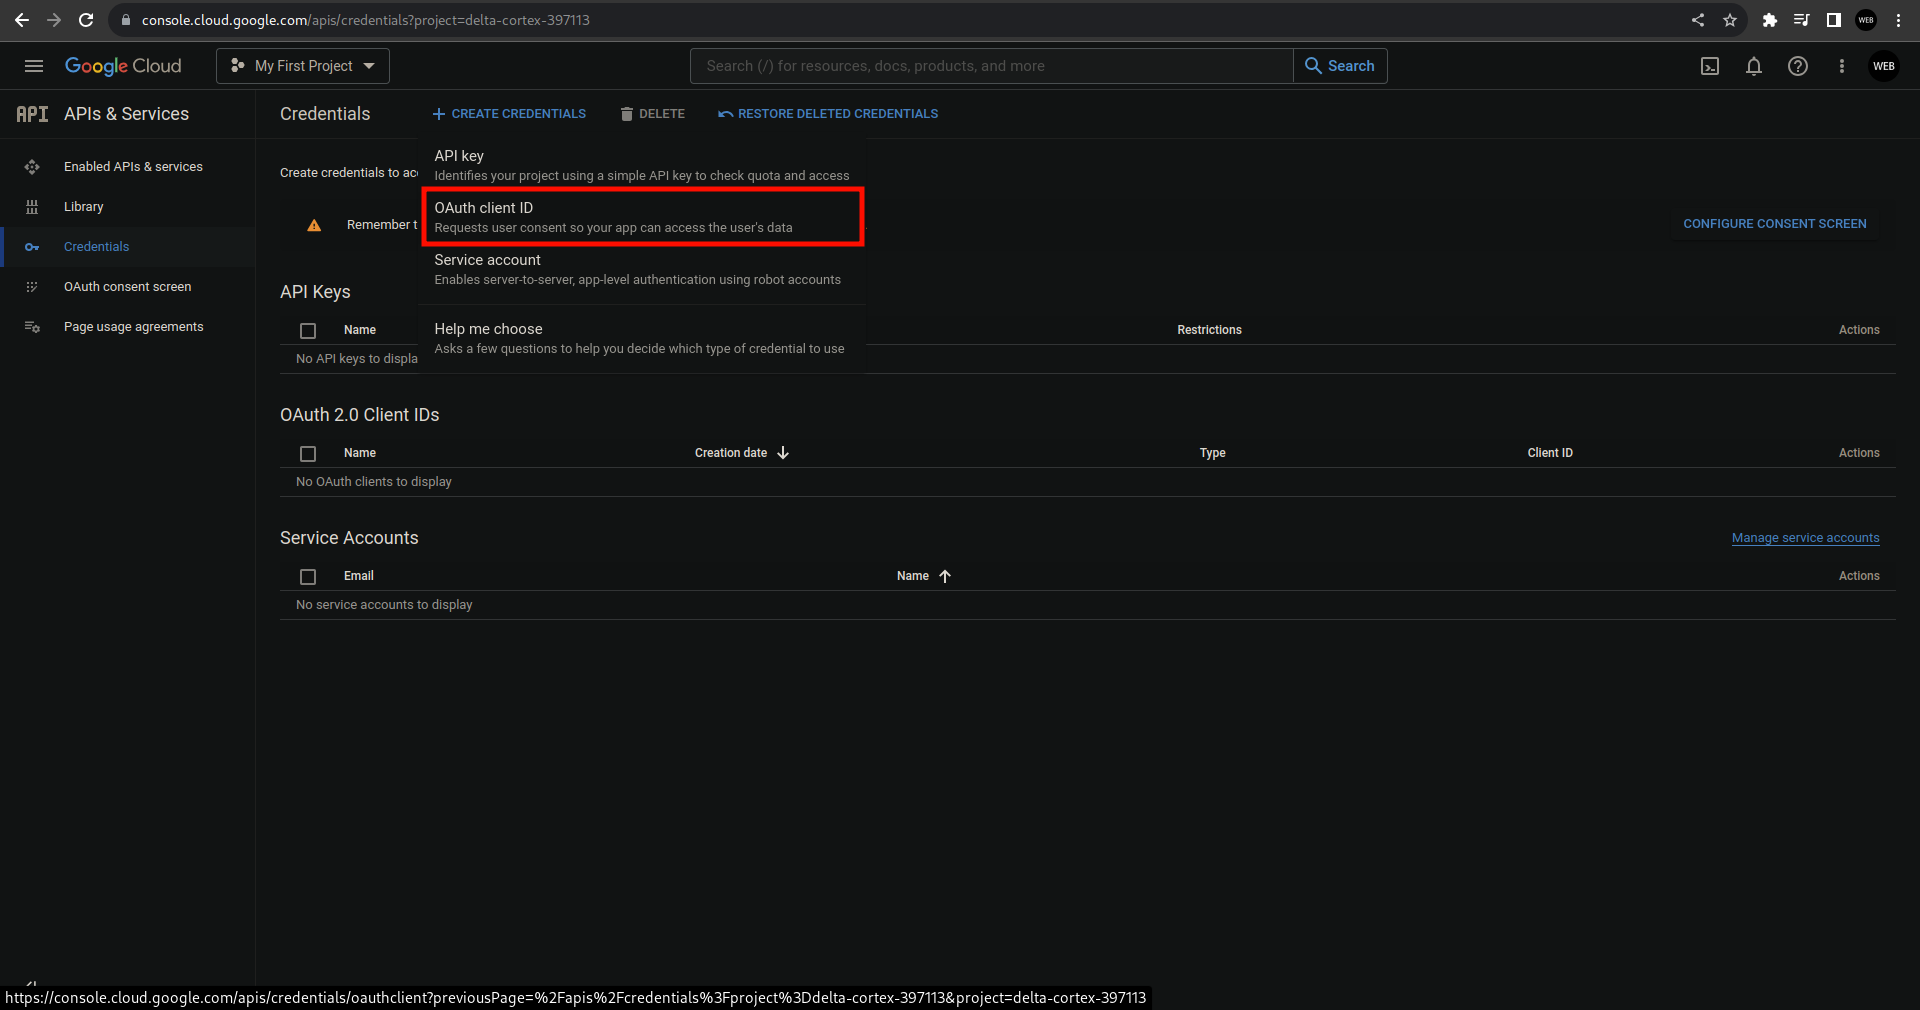 console.cloud.google.com/apis/credentials?project=delta-cortex-397113
WEB
Google Cloud
My First Project
Search (/) for resources, docs, products, and more
Search
WEB
API APIs & Services
Enabled APIs & services
Library
Credentials
OAuth consent screen
Page usage agreements
Credentials
CREATE CREDENTIALS
DELETE
RESTORE DELETED CREDENTIALS
Create credentials to acc
API key
Identifies your project using a simple API key to check quota and access
OAuth client ID
Requests user consent so your app can access the user's data
Service account
Enables server-to-server, app-level authentication using robot accounts
Help me choose
Asks a few questions to help you decide which type of credential to use
Remember t
CONFIGURE CONSENT SCREEN
API Keys
Name Restrictions Actions
No API keys to displa
OAuth 2.0 Client IDs
Name Creation date Type Client ID Actions
No OAuth clients to display
Service Accounts
Manage service accounts
Email Name Actions
No service accounts to display
https://console.cloud.google.com/apis/credentials/oauthclient?previousPage=%2Fapis%2Fcredentials%3Fproject%3Ddelta-cortex-397113&project=delta-cortex-397113